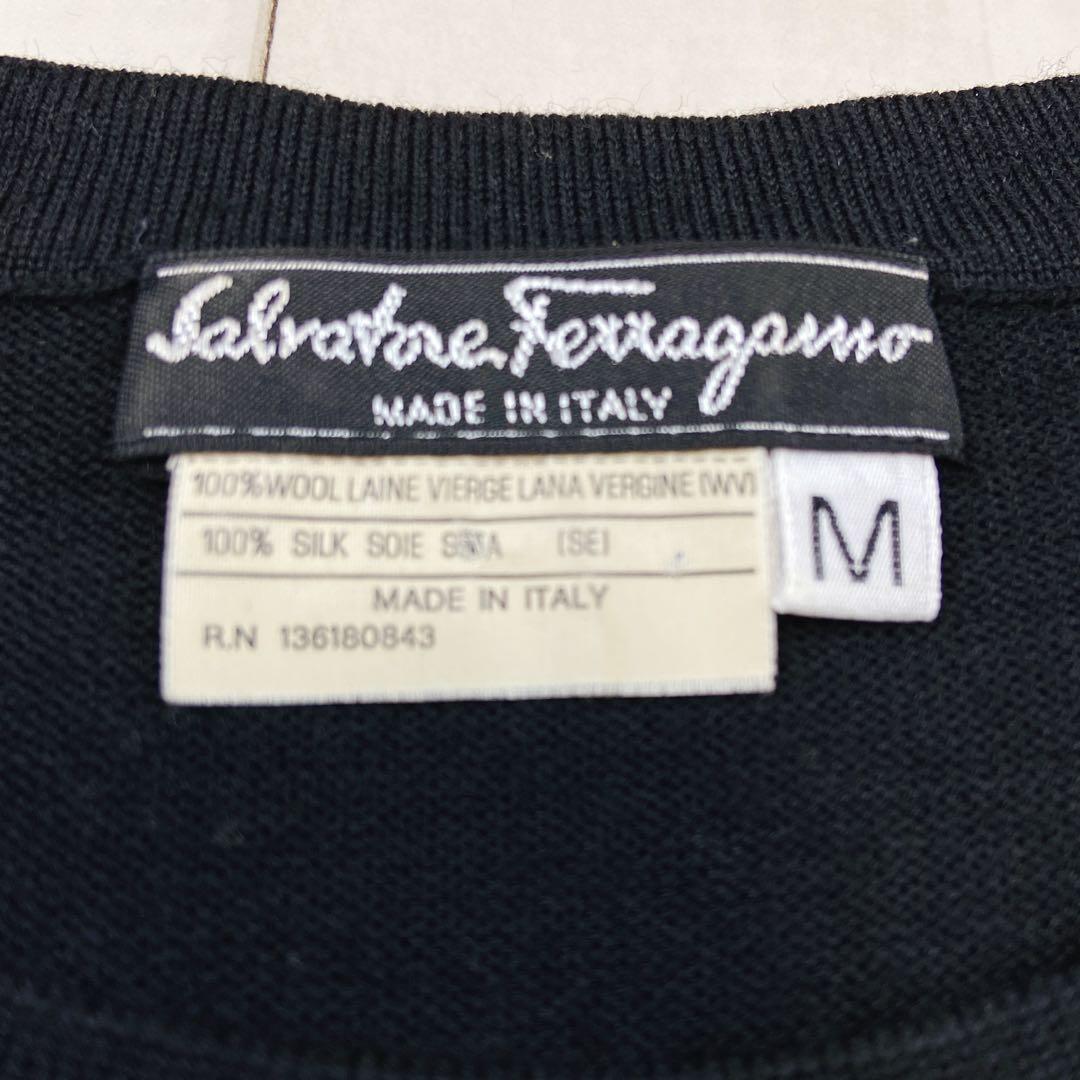 Salvatore Ferragamo
MADE IN ITALY
100% WOOL LAINE VIERGE LANA VERGINE (WV)
100% SILK SOIE SETA (SE)
MADE IN ITALY
R.N 136180843
M